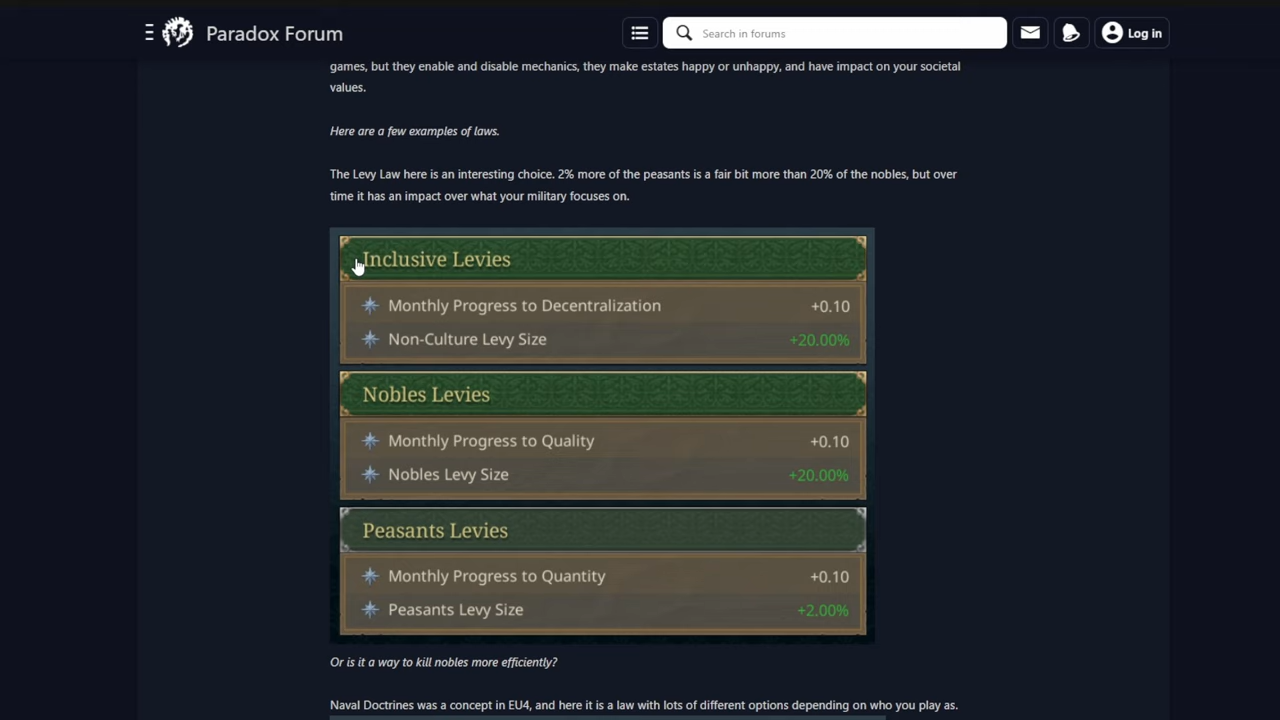 Paradox Forum
Search in forums
Log in
games, but they enable and disable mechanics, they make estates happy or unhappy, and have impact on your societal
values.
Here are a few examples of laws.
The Levy Law here is an interesting choice. 2% more of the peasants is a fair bit more than 20% of the nobles, but over
time it has an impact over what your military focuses on.
Inclusive Levies
Monthly Progress to Decentralization +0.10
Non-Culture Levy Size +20.00%
Nobles Levies
Monthly Progress to Quality +0.10
Nobles Levy Size +20.00%
Peasants Levies
Monthly Progress to Quantity +0.10
Peasants Levy Size +2.00%
Or is it a way to kill nobles more efficiently?
Naval Doctrines was a concept in EU4, and here it is a law with lots of different options depending on who you play as.